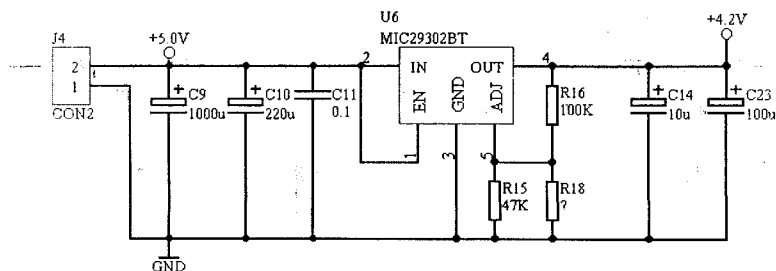 U6
+4.2V
J4
+5.0V
MIC29302BT
2
1
CON2
2
IN
OUT
EN
GND
ADJ
4
1
3
5
C9
1000u
C10
220u
C11
0.1
R16
100K
C14
10u
C23
100u
R15
47K
R18
?
GND